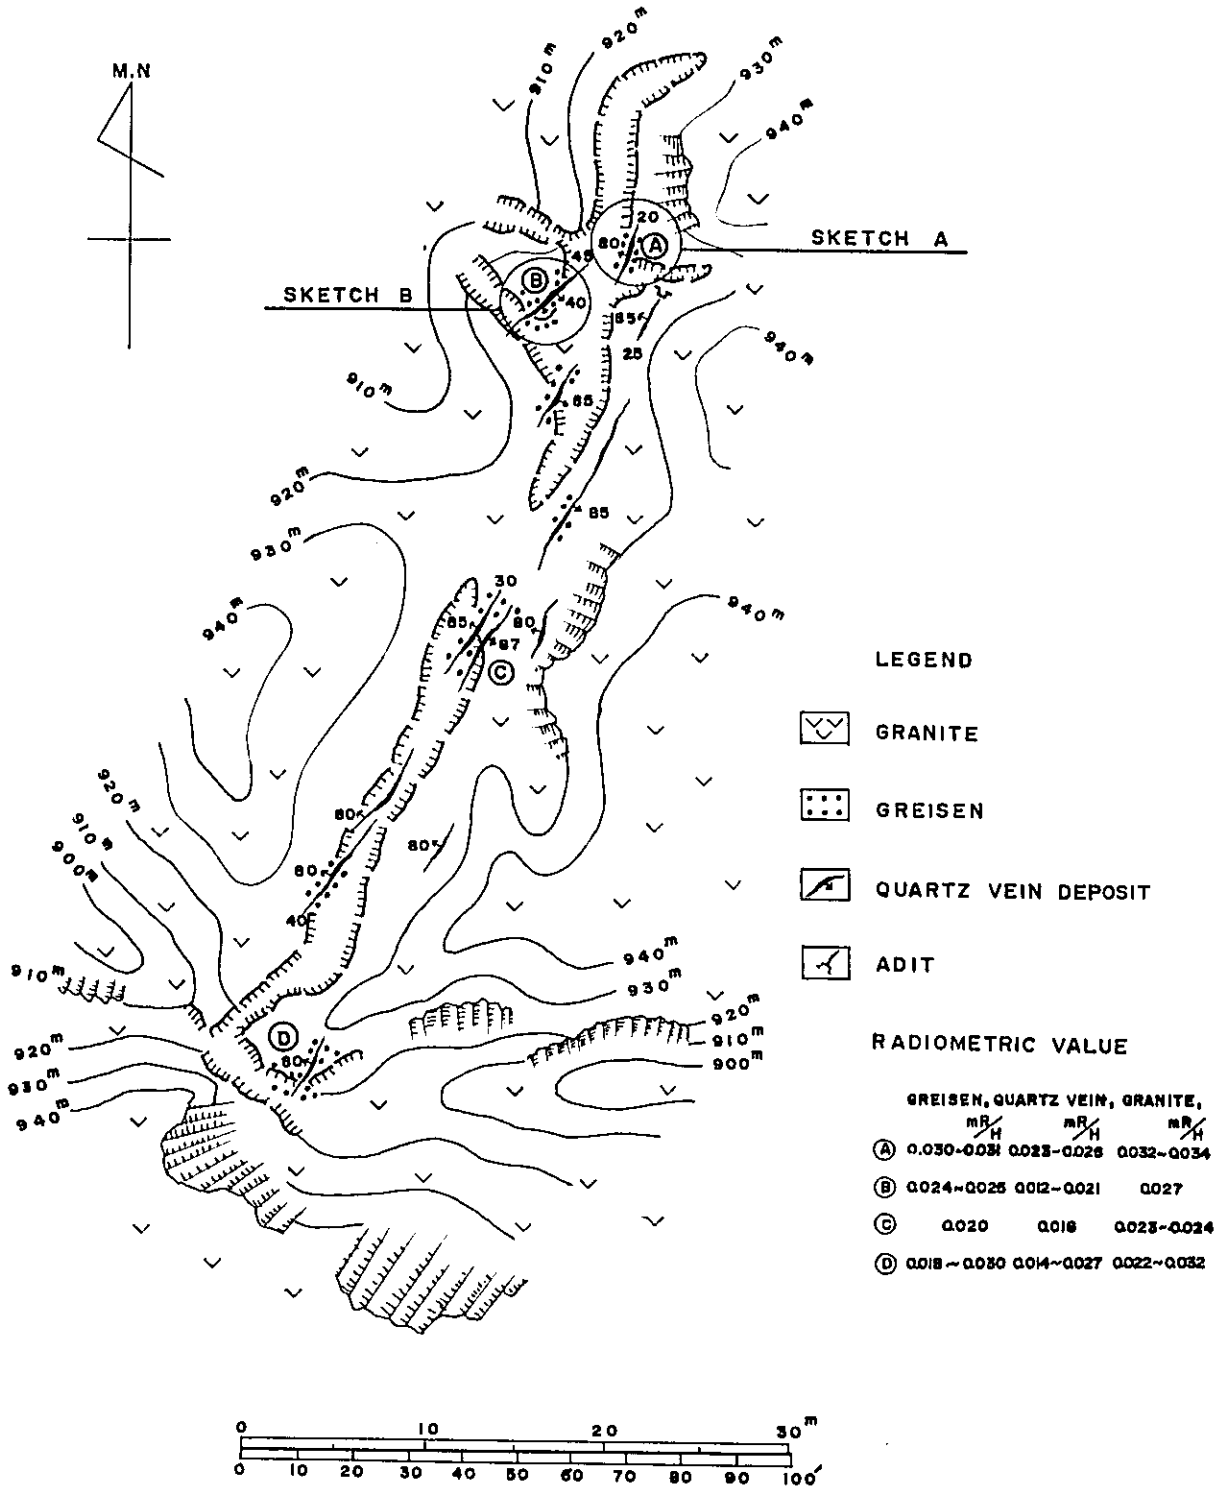 920m
910m
930m
M.N
940m
20
80
A
SKETCH A
45
B
SKETCH B
40
85
25
940m
910m
65
920m
85
930m
30
940m
940m
65
80
87
C
LEGEND
GRANITE
920m
910m
80
GREISEN
900m
80
80
QUARTZ VEIN DEPOSIT
40
940m
ADIT
910m
930m
920m
D
910m
RADIOMETRIC VALUE
920m
80
900m
930m
940m
GREISEN, QUARTZ VEIN, GRANITE,
mR/H mR/H mR/H
A 0.030~0.031 0.023~0.026 0.032~0.034
B 0.024~0.025 0.012~0.021 0.027
C 0.020 0.018 0.023~0.024
D 0.018~0.030 0.014~0.027 0.022~0.032
0 10 20 30m
0 10 20 30 40 50 60 70 80 90 100'